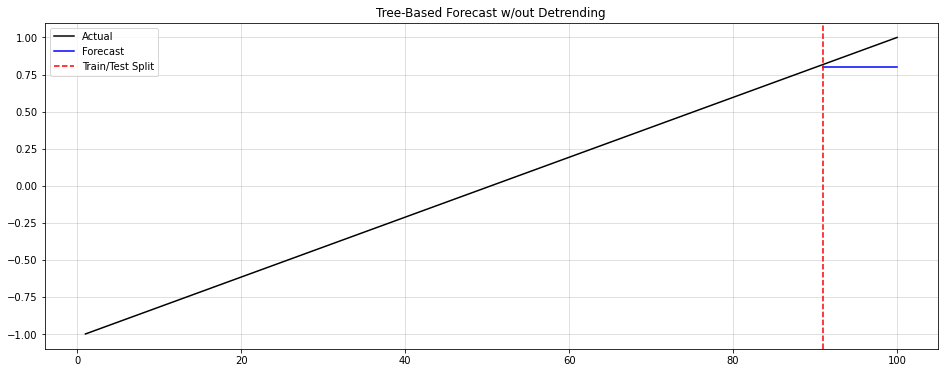 Tree-Based Forecast w/out Detrending
Actual
Forecast
Train/Test Split
1.00
0.75
0.50
0.25
0.00
−0.25
−0.50
−0.75
−1.00
0 20 40 60 80 100